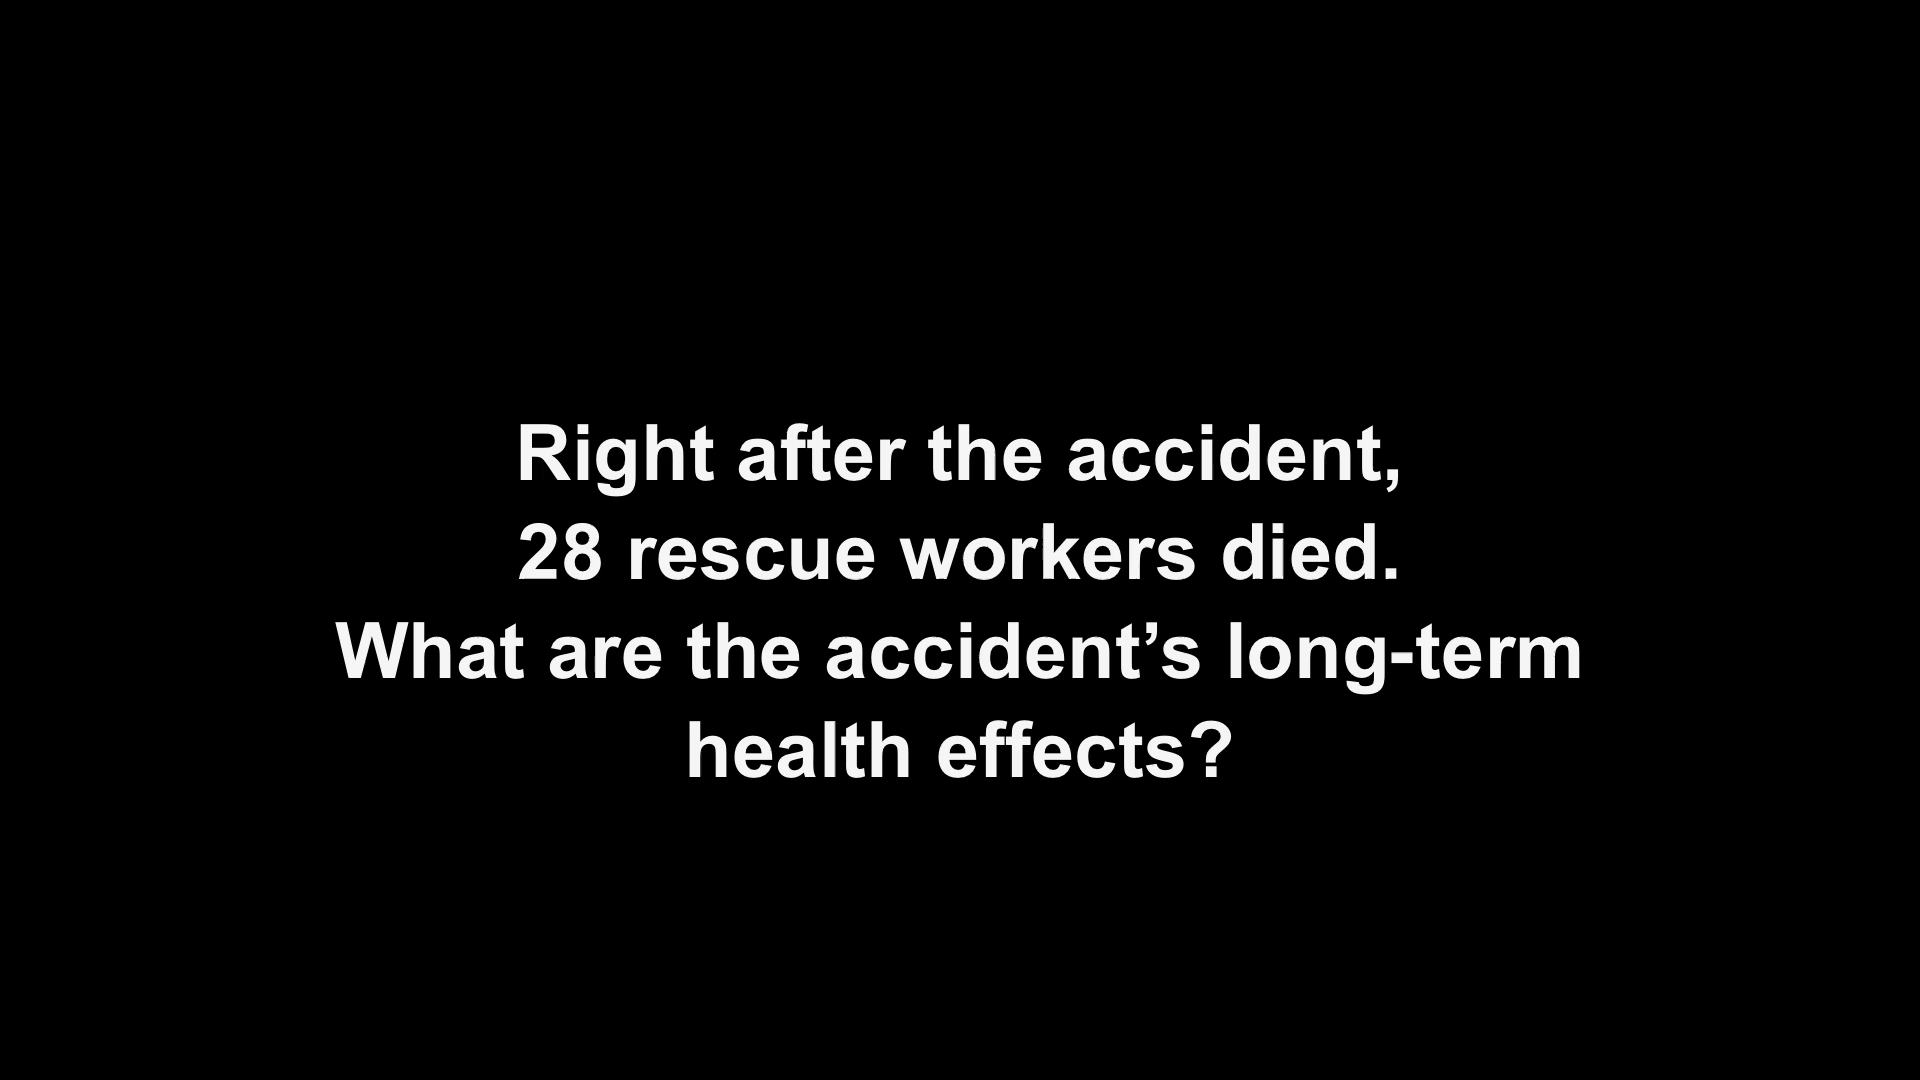 Right after the accident,
28 rescue workers died.
What are the accident’s long-term
health effects?